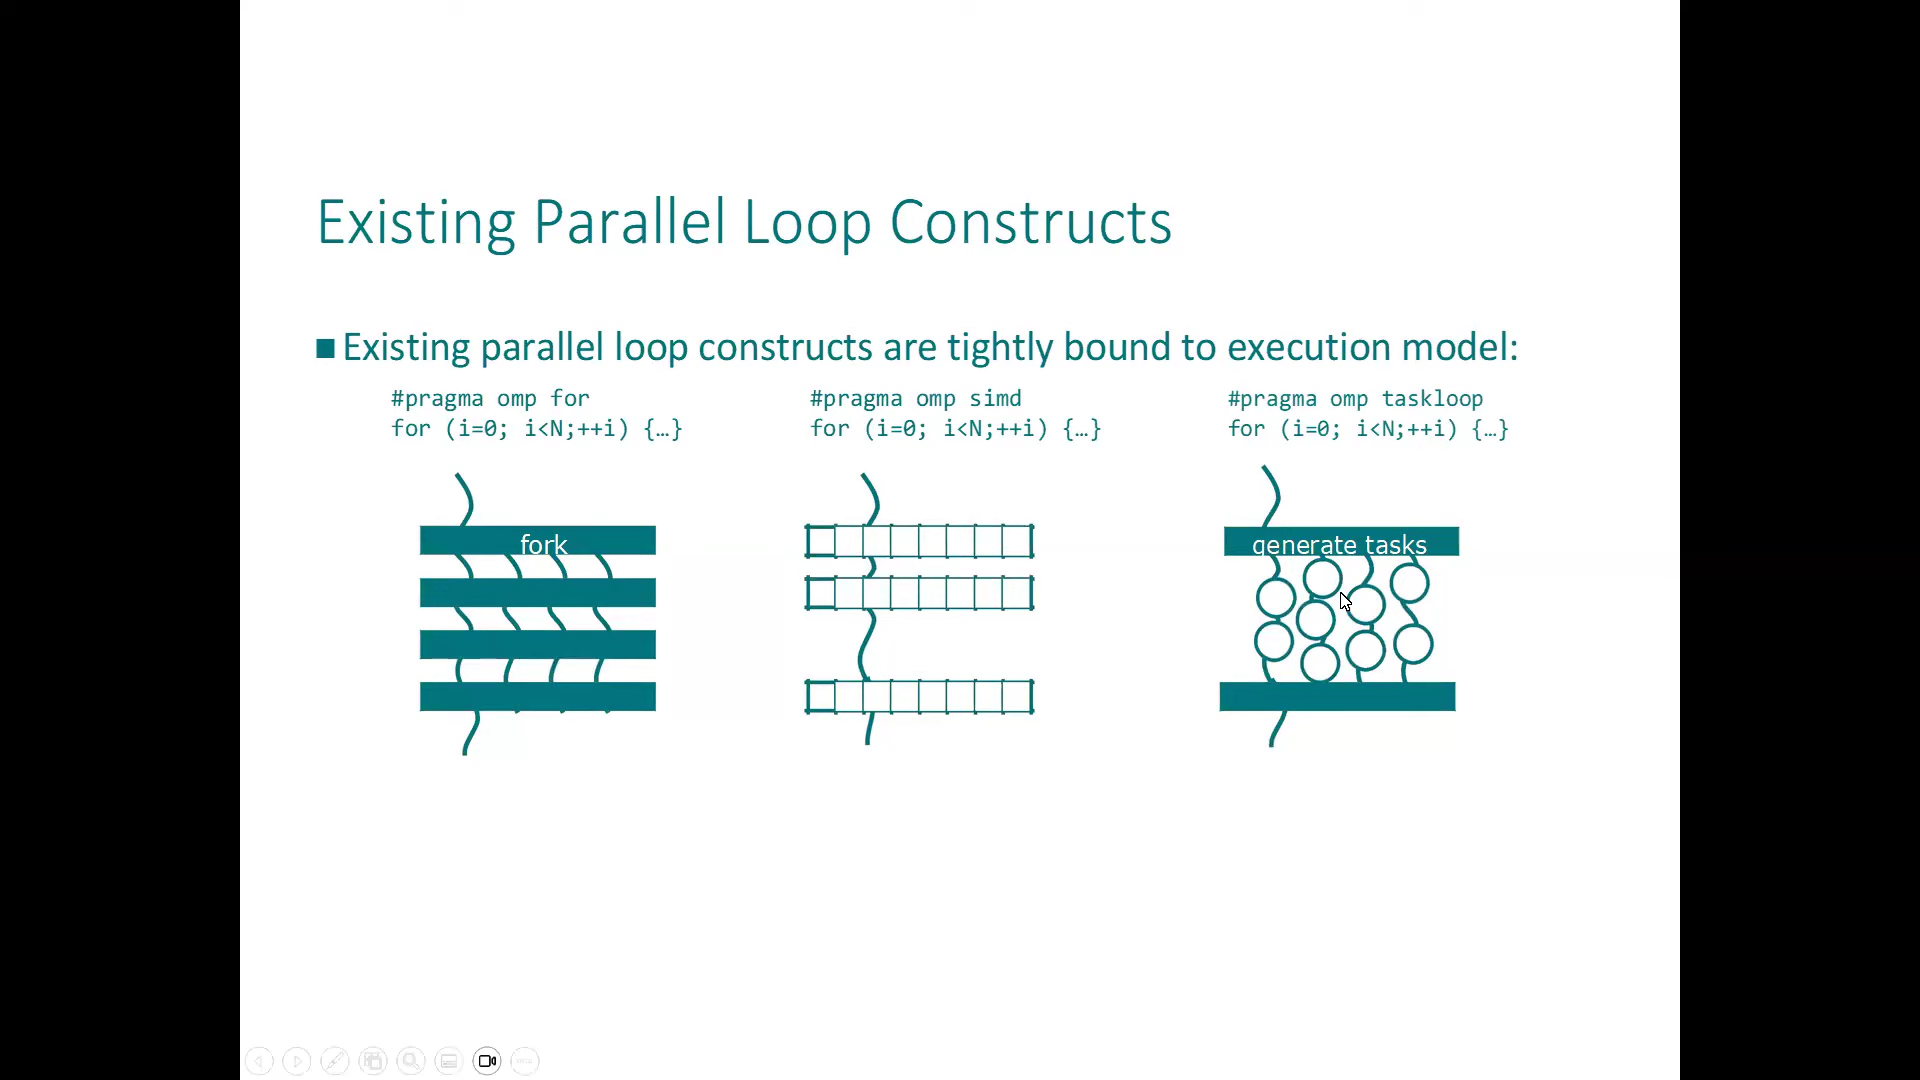 Existing Parallel Loop Constructs
Existing parallel loop constructs are tightly bound to execution model:
#pragma omp for
for (i=0; i<N;++i) {…}
#pragma omp simd
for (i=0; i<N;++i) {…}
#pragma omp taskloop
for (i=0; i<N;++i) {…}
fork
generate tasks